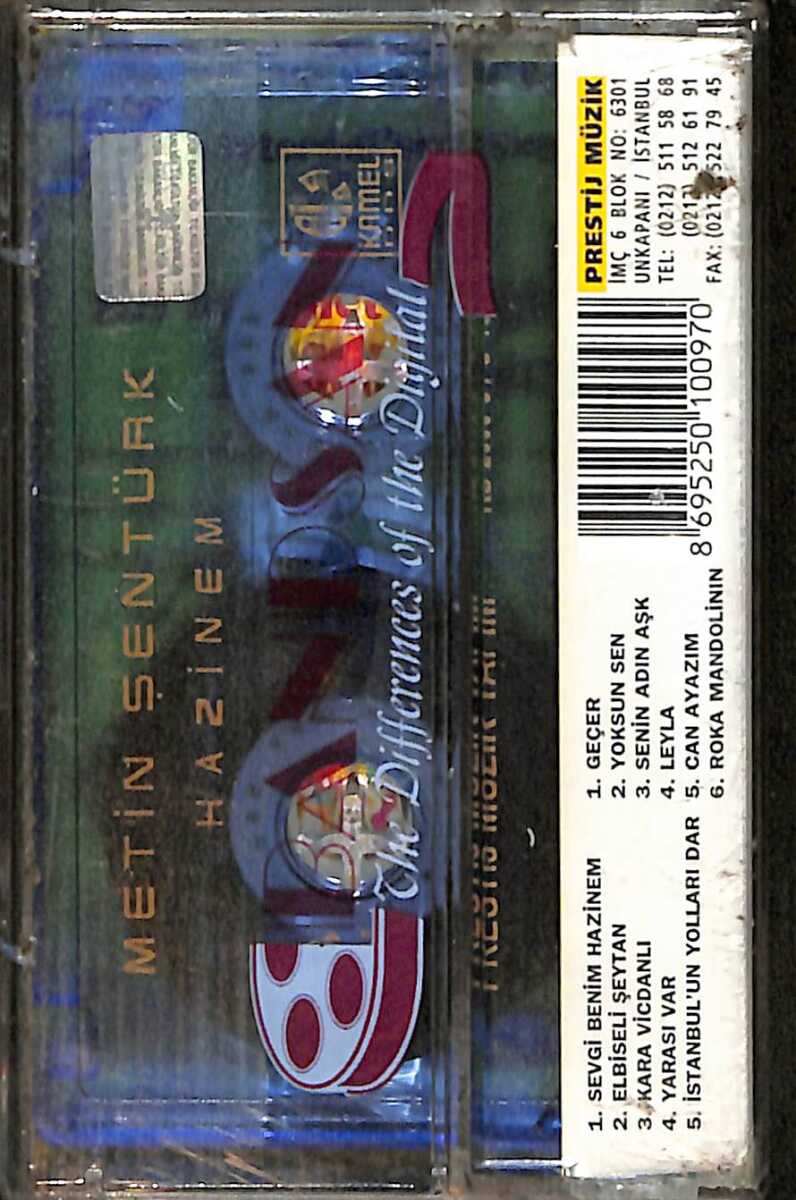 METİN ŞENTÜRK
HAZİNEM
KAMEL
BANDSAN
The Differences of the Digital
1. SEVGİ BENİM HAZİNEM
2. ELBİSELİ ŞEYTAN
3. KARA VİCDANLI
4. YARASI VAR
5. İSTANBUL'UN YOLLARI DAR
1. GEÇER
2. YOKSUN SEN
3. SENİN ADIN AŞK
4. LEYLA
5. CAN AYAZIM
6. ROKA MANDOLİNİN
8 695250 100970
PRESTİJ MÜZİK
İMÇ 6 BLOK NO: 6301
UNKAPANI / İSTANBUL
TEL: (0212) 511 58 68
(0212) 512 61 91
FAX: (0212) 522 79 45